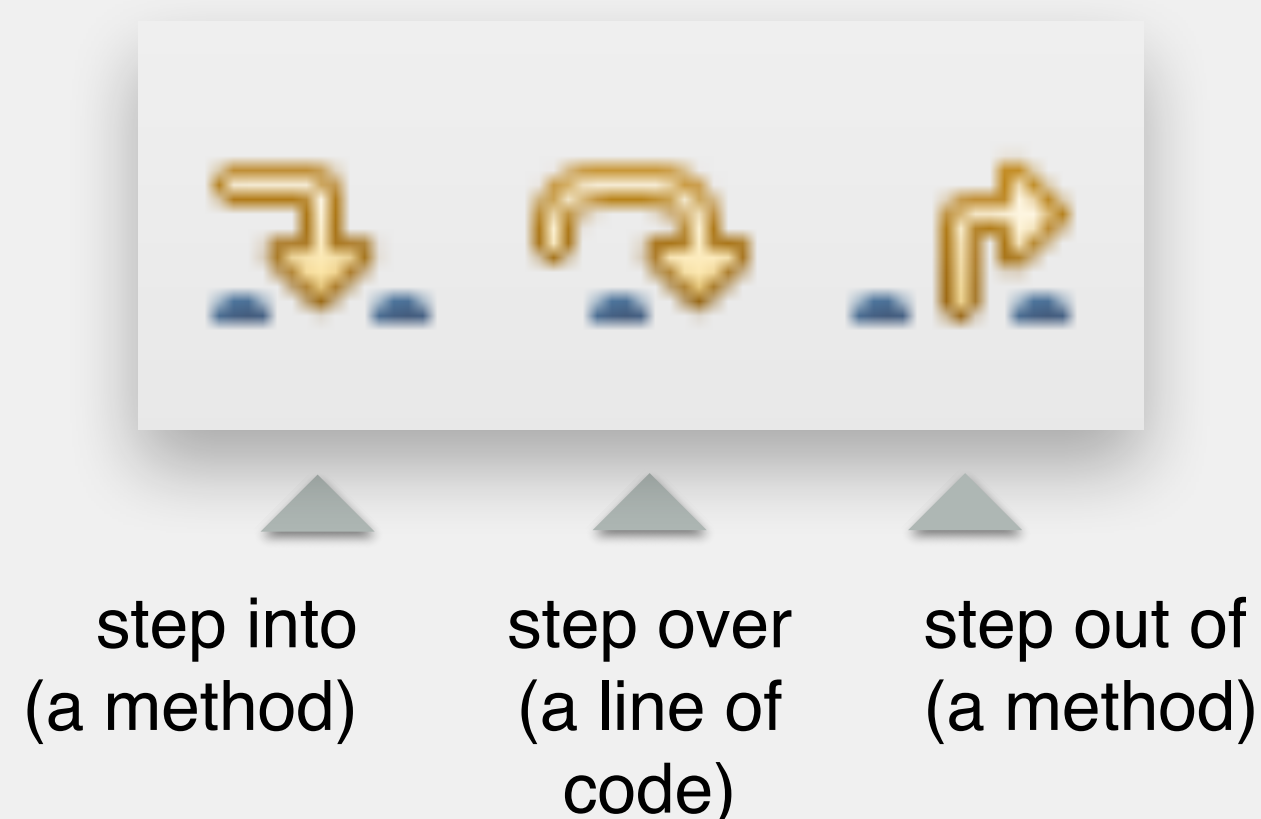 step into
(a method)
step over
(a line of
code)
step out of
(a method)